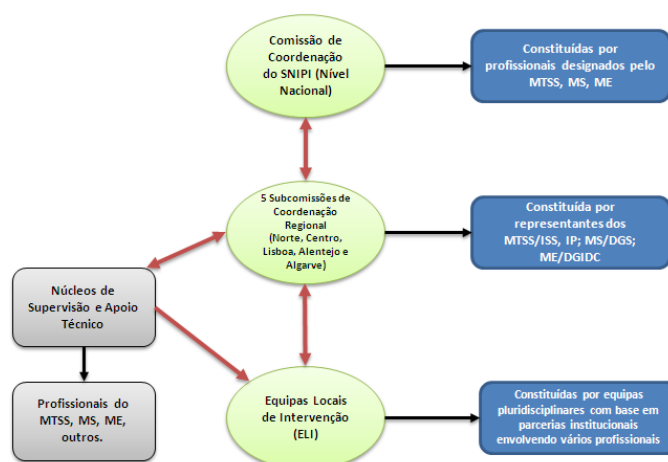 Comissão de
Coordenação
do SNIPI (Nível
Nacional)
Constituídas por
profissionais designados pelo
MTSS, MS, ME
5 Subcomissões de
Coordenação
Regional
(Norte, Centro,
Lisboa, Alentejo e
Algarve)
Constituída por
representantes dos
MTSS/ISS, IP; MS/DGS;
ME/DGIDC
Núcleos de
Supervisão e Apoio
Técnico
Profissionais do
MTSS, MS, ME,
outros.
Equipas Locais
de Intervenção
(ELI)
Constituídas por equipas
pluridisciplinares com base em
parcerias institucionais
envolvendo vários profissionais